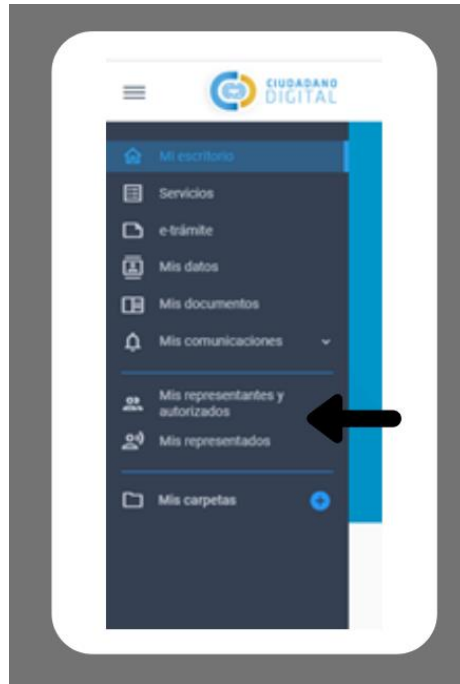 CIUDADANO
DIGITAL
Mi escritorio
Servicios
e-trámite
Mis datos
Mis documentos
Mis comunicaciones
Mis representantes y
autorizados
Mis representados
Mis carpetas